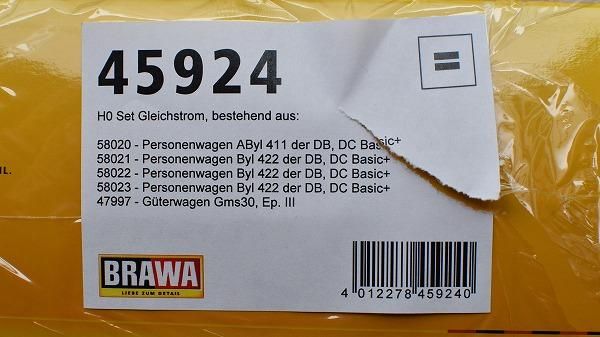 45924
H0 Set Gleichstrom, bestehend aus:
58020 - Personenwagen AByl 411 der DB, DC Basic+
58021 - Personenwagen Byl 422 der DB, DC Basic+
58022 - Personenwagen Byl 422 der DB, DC Basic+
58023 - Personenwagen Byl 422 der DB, DC Basic+
47997 - Güterwagen Gms30, Ep. III
BRAWA
LIEBE ZUM DETAIL
4 012278 459240